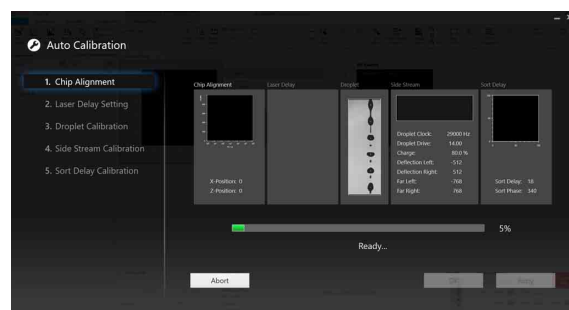 Auto Calibration
1. Chip Alignment
2. Laser Delay Setting
3. Droplet Calibration
4. Side Stream Calibration
5. Sort Delay Calibration
Chip Alignment
Laser Delay
Droplet
Side Stream
Sort Delay
X-Position: 0
Z-Position: 0
Droplet Clock: 29000 Hz
Droplet Drive: 14.00
Charge: 80.0 %
Deflection Left: -512
Deflection Right: 512
Far Left: -768
Far Right: 768
Sort Delay: 16
Sort Phase: 340
5%
Ready...
Abort